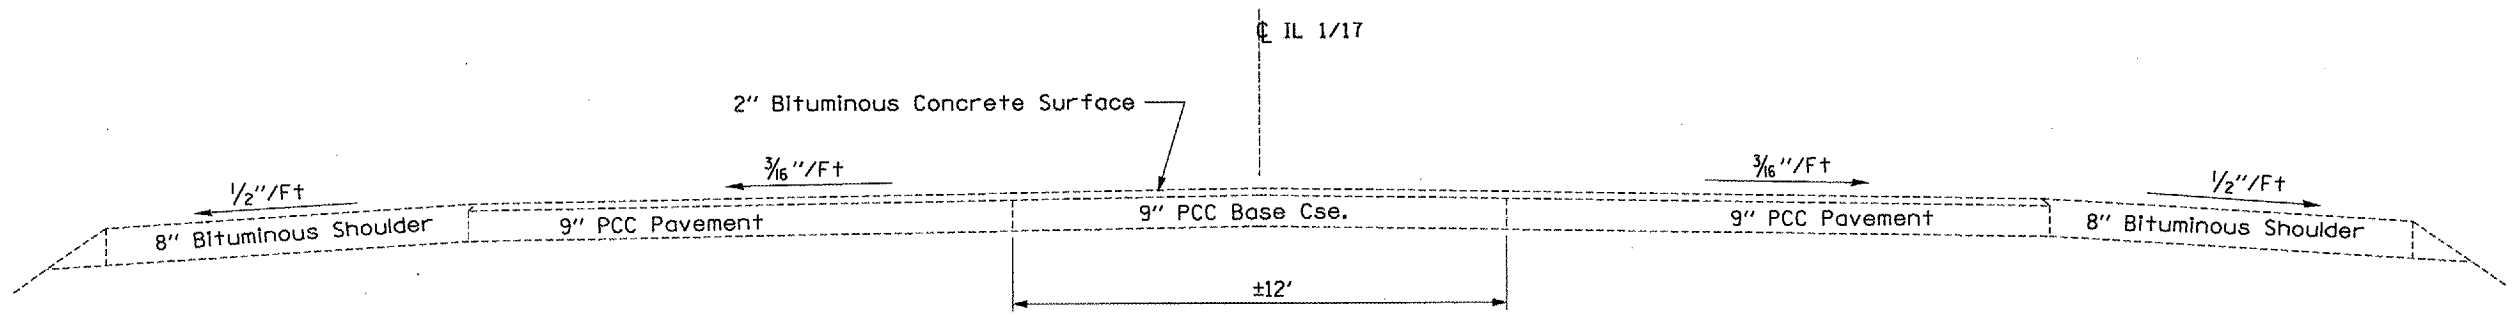 ℄ IL 1/17
2" Bituminous Concrete Surface
3/16"/Ft
3/16"/Ft
1/2"/Ft
1/2"/Ft
8" Bituminous Shoulder
9" PCC Pavement
9" PCC Base Cse.
9" PCC Pavement
8" Bituminous Shoulder
±12'